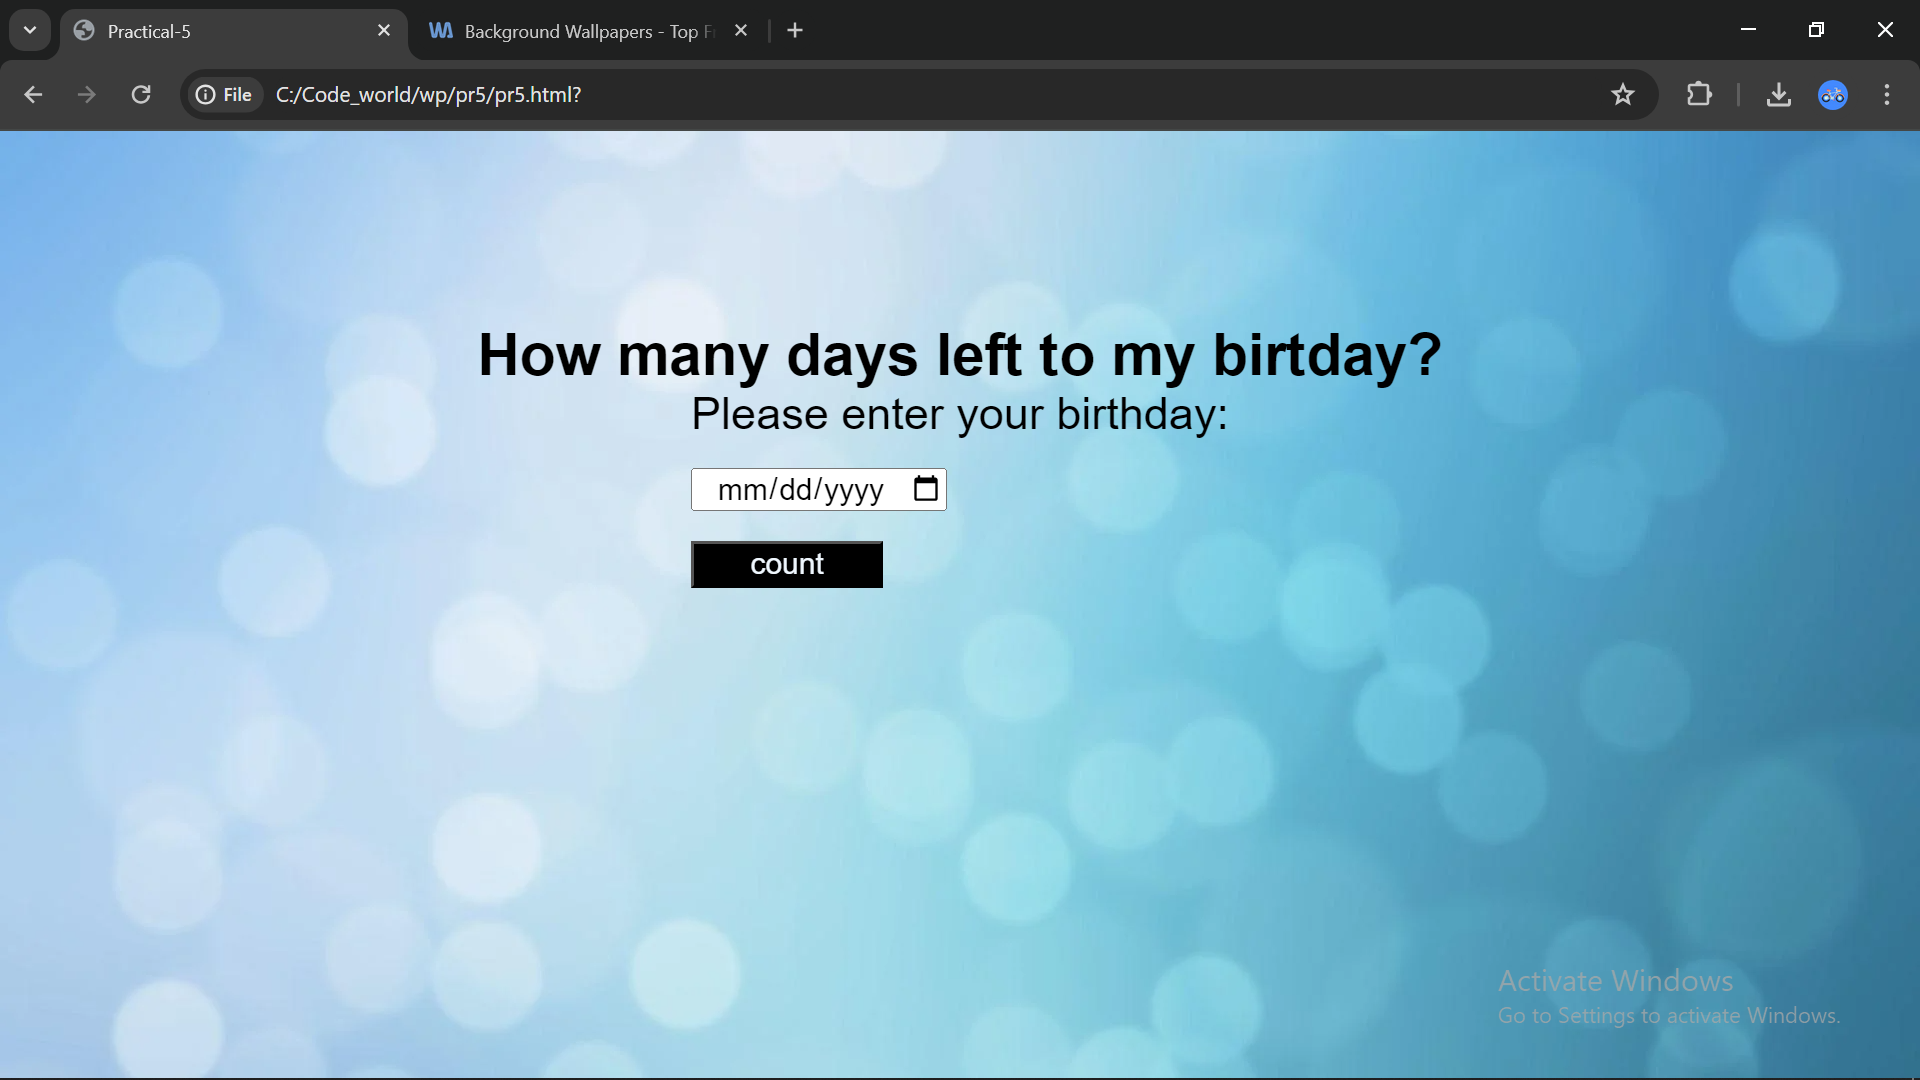 Practical-5
Background Wallpapers - Top F
File
C:/Code_world/wp/pr5/pr5.html?
How many days left to my birtday?
Please enter your birthday:
mm/dd/yyyy
count
Activate Windows
Go to Settings to activate Windows.